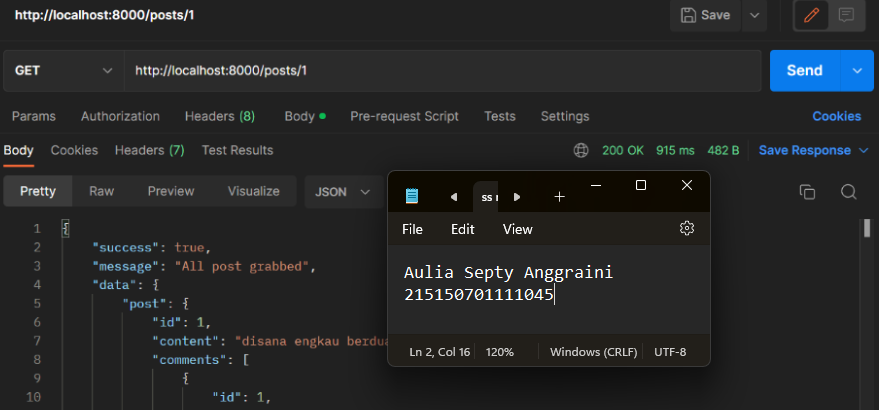 http://localhost:8000/posts/1
Save
GET
http://localhost:8000/posts/1
Send
Params Authorization Headers (8) Body Pre-request Script Tests Settings Cookies
Body Cookies Headers (7) Test Results 200 OK 915 ms 482 B Save Response
Pretty Raw Preview Visualize JSON
1 {
2 "success": true,
3 "message": "All post grabbed",
4 "data": {
5 "post": {
6 "id": 1,
7 "content": "disana engkau berdua
8 "comments": [
9 {
10 "id": 1,
ss
File Edit View
Aulia Septy Anggraini
215150701111045
Ln 2, Col 16 120% Windows (CRLF) UTF-8